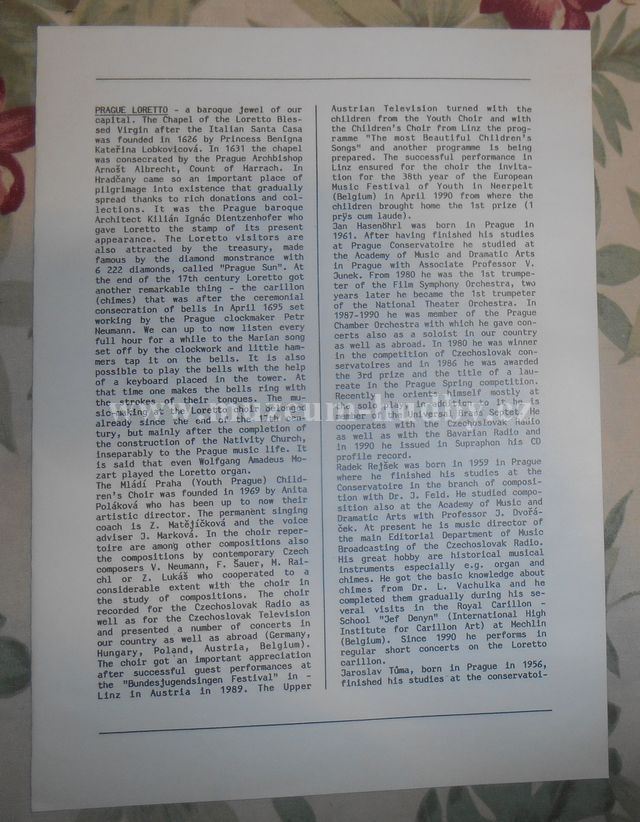 PRAGUE LORETTO - a baroque jewel of our
capital. The Chapel of the Loretto Bles-
sed Virgin after the Italian Santa Casa
was founded in 1626 by Princess Benigna
Kateřina Lobkovicová. In 1631 the chapel
was consecrated by the Prague Archbishop
Arnošt Albrecht, Count of Harrach. In
Hradčany came so an important place of
pilgrimage into existence that gradually
spread thanks to rich donations and col-
lections. It was the Prague baroque
Architect Kilián Ignác Dientzenhofer who
gave Loretto the stamp of its present
appearance. The Loretto visitors are
also attracted by the treasury, made
famous by the diamond monstrance with
6 222 diamonds, called "Prague Sun". At
the end of the 17th century Loretto got
another remarkable thing - the carillon
(chimes) that was after the ceremonial
consecration of bells in April 1695 set
working by the Prague clockmaker Petr
Neumann. We can up to now listen every
full hour for a while to the Marian song
set off by the clockwork and little ham-
mers tap it on the bells. It is also
possible to play the bells with the help
of a keyboard placed in the tower. At
that time one makes the bells ring with
the strokes of their tongues. The mu-
sic-making of Loretto belonged
already since the end of the 17th cen-
tury, but mainly after the completion of
the construction of the Nativity Church,
inseparably to the Prague music life. It
is said that even Wolfgang Amadeus Mo-
zart played the Loretto organ.
The Mládí Praha (Youth Prague) Child-
ren's Choir was founded in 1969 by Anita
Poláková who has been up to now their
artistic director. The permanent singing
coach is Z. Matějíčková and the voice
adviser J. Marková. In the choir reper-
toire are among other compositions also
the compositions by contemporary Czech
composers V. Neumann, F. Šauer, M. Rai-
chl or Z. Lukáš who cooperated to a
considerable extent with the choir in
the study of compositions. The choir
recorded for the Czechoslovak Radio as
well as for the Czechoslovak Television
and presented a number of concerts in
our country as well as abroad (Germany,
Hungary, Poland, Austria, Belgium).
The choir got an important appreciation
after successful guest performances at
the "Bundesjugendsingen Festival" in -
Linz in Austria in 1989. The Upper
Austrian Television turned with the
children from the Youth Choir and with
the Children's Choir from Linz the prog-
ramme "The most Beautiful Children's
Songs" and another programme is being
prepared. The successful performance in
Linz ensured for the choir the invita-
tion for the 38th year of the European
Music Festival of Youth in Neerpelt
(Belgium) in April 1990 from where the
children brought home the 1st prize (1
prÿs cum laude).
Jan Hasenöhrl was born in Prague in
1961. After having finished his studies
at Prague Conservatoire he studied at
the Academy of Music and Dramatic Arts
in Prague with Associate Professor V.
Junek. From 1980 he was the 1st trumpe-
ter of the Film Symphony Orchestra, two
years later he became the 1st trumpeter
of the National Theater Orchestra. In
1987-1990 he was member of the Prague
Chamber Orchestra with which he gave con-
certs also as a soloist in our country
as well as abroad. In 1980 he was winner
in the competition of Czechoslovak con-
servatoires and in 1986 he was awarded
the 3rd prize and the title of a lau-
reate in the Prague Spring competition.
Recently he orients himself mostly at
solo career, in addition to it he is
member of the Virtuosi di Praga. He
cooperates with the Czechoslovak Radio
as well as with the Bavarian Radio and
in 1990 he issued in Supraphon his CD
profile record.
Radek Rejšek was born in 1959 in Prague
where he finished his studies at the
Conservatoire in the branch of composi-
tion with Dr. J. Feld. He studied compo-
sition also at the Academy of Music and
Dramatic Arts with Professor J. Dvořá-
ček. At present he is music director of
the main Editorial Department of Music
Broadcasting of the Czechoslovak Radio.
His great hobby are historical musical
instruments especially e.g. organ and
chimes. He got the basic knowledge about
chimes from Dr. L. Vachulka and he
completed them gradually during his se-
veral visits in the Royal Carillon -
School "Jef Denyn" (International High
Institute for Carillon Art) at Mechlin
(Belgium). Since 1990 he performs in
regular short concerts on the Loretto
carillon.
Jaroslav Tůma, born in Prague in 1956,
finished his studies at the conservatoi-
www.muzeum-hudby.cz